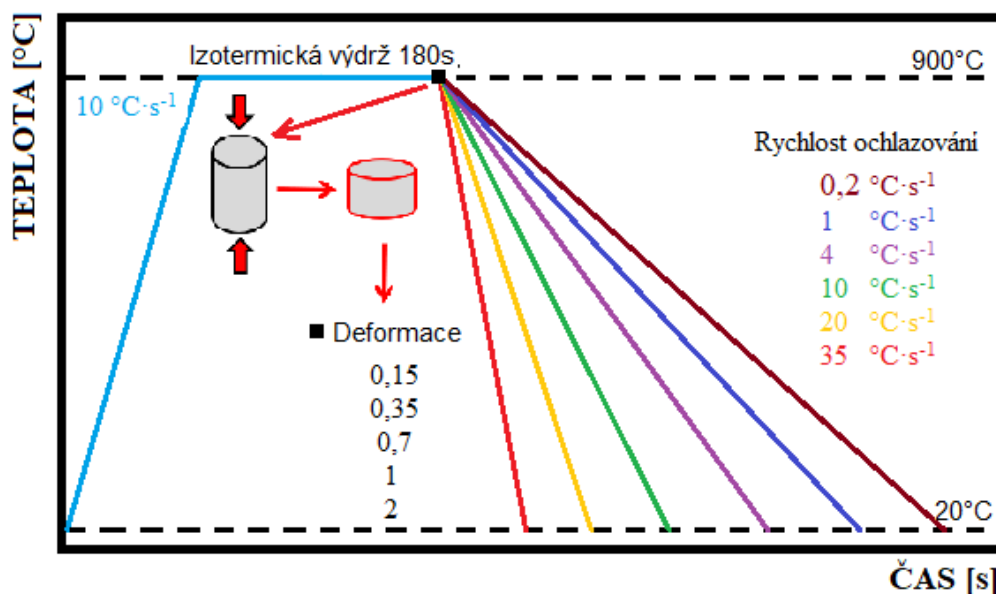 TEPLOTA [°C]
Izotermická výdrž 180s
900°C
10 °C·s⁻¹
Rychlost ochlazování
0,2 °C·s⁻¹
1 °C·s⁻¹
4 °C·s⁻¹
10 °C·s⁻¹
20 °C·s⁻¹
35 °C·s⁻¹
■ Deformace
0,15
0,35
0,7
1
2
20°C
ČAS [s]